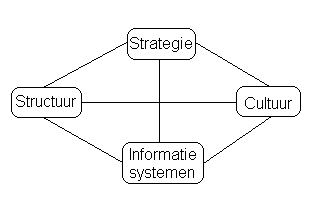 Strategie
Structuur
Cultuur
Informatie
systemen